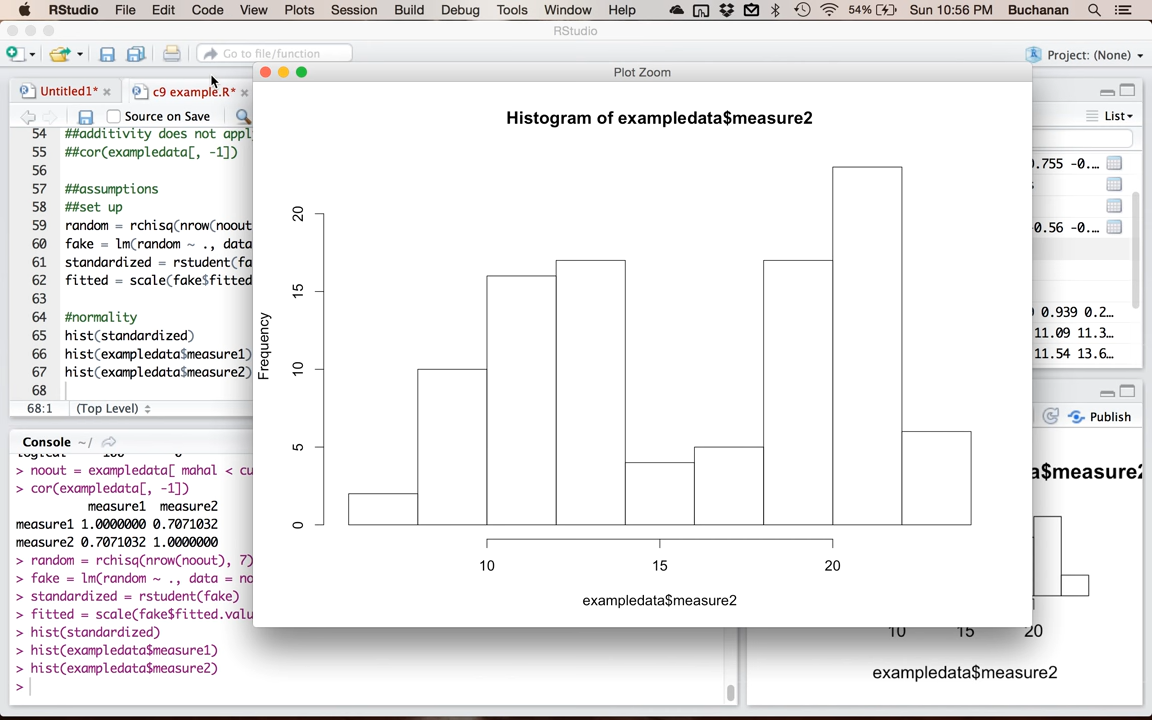 RStudio File Edit Code View Plots Session Build Debug Tools Window Help 54% Sun 10:56 PM Buchanan
RStudio
Go to file/function
Project: (None)
Untitled1*
c9 example.R*
Source on Save
54 ##additivity does not appl
55 ##cor(exampledata[, -1])
56
57 ##assumptions
58 ##set up
59 random = rchisq(nrow(noout
60 fake = lm(random ~ ., data
61 standardized = rstudent(fa
62 fitted = scale(fake$fitted
63
64 #normality
65 hist(standardized)
66 hist(exampledata$measure1)
67 hist(exampledata$measure2)
68
68:1 (Top Level)
Console ~/
> noout = exampledata[ mahal < cu
> cor(exampledata[, -1])
measure1 measure2
measure1 1.0000000 0.7071032
measure2 0.7071032 1.0000000
> random = rchisq(nrow(noout), 7)
> fake = lm(random ~ ., data = no
> standardized = rstudent(fake)
> fitted = scale(fake$fitted.valu
> hist(standardized)
> hist(exampledata$measure1)
> hist(exampledata$measure2)
>
Plot Zoom
Histogram of exampledata$measure2
Frequency
20
15
10
5
0
10 15 20
exampledata$measure2
List
0.755 -0.…
-0.56 -0.…
0.939 0.2…
11.09 11.3…
11.54 13.6…
Publish
a$measure2
10 15 20
exampledata$measure2